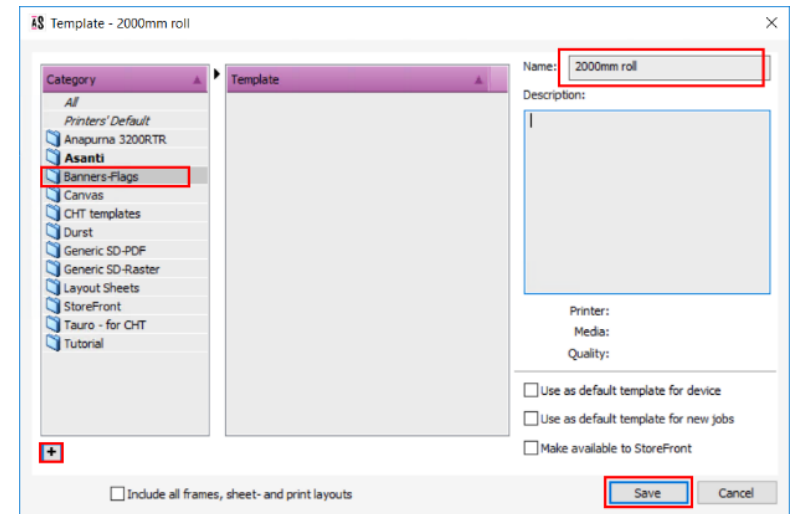 AS Template - 2000mm roll
Category
Template
All
Printers' Default
Anapurna 3200RTR
Asanti
Banners-Flags
Canvas
CHT templates
Durst
Generic SD-PDF
Generic SD-Raster
Layout Sheets
StoreFront
Tauro - for CHT
Tutorial
+
Name: 2000mm roll
Description:
Printer:
Media:
Quality:
Use as default template for device
Use as default template for new jobs
Make available to StoreFront
Include all frames, sheet- and print layouts
Save
Cancel